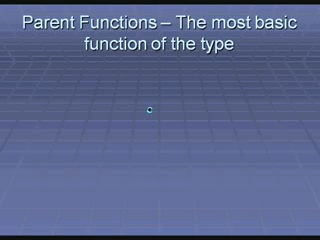 Parent Functions – The most basic
function of the type